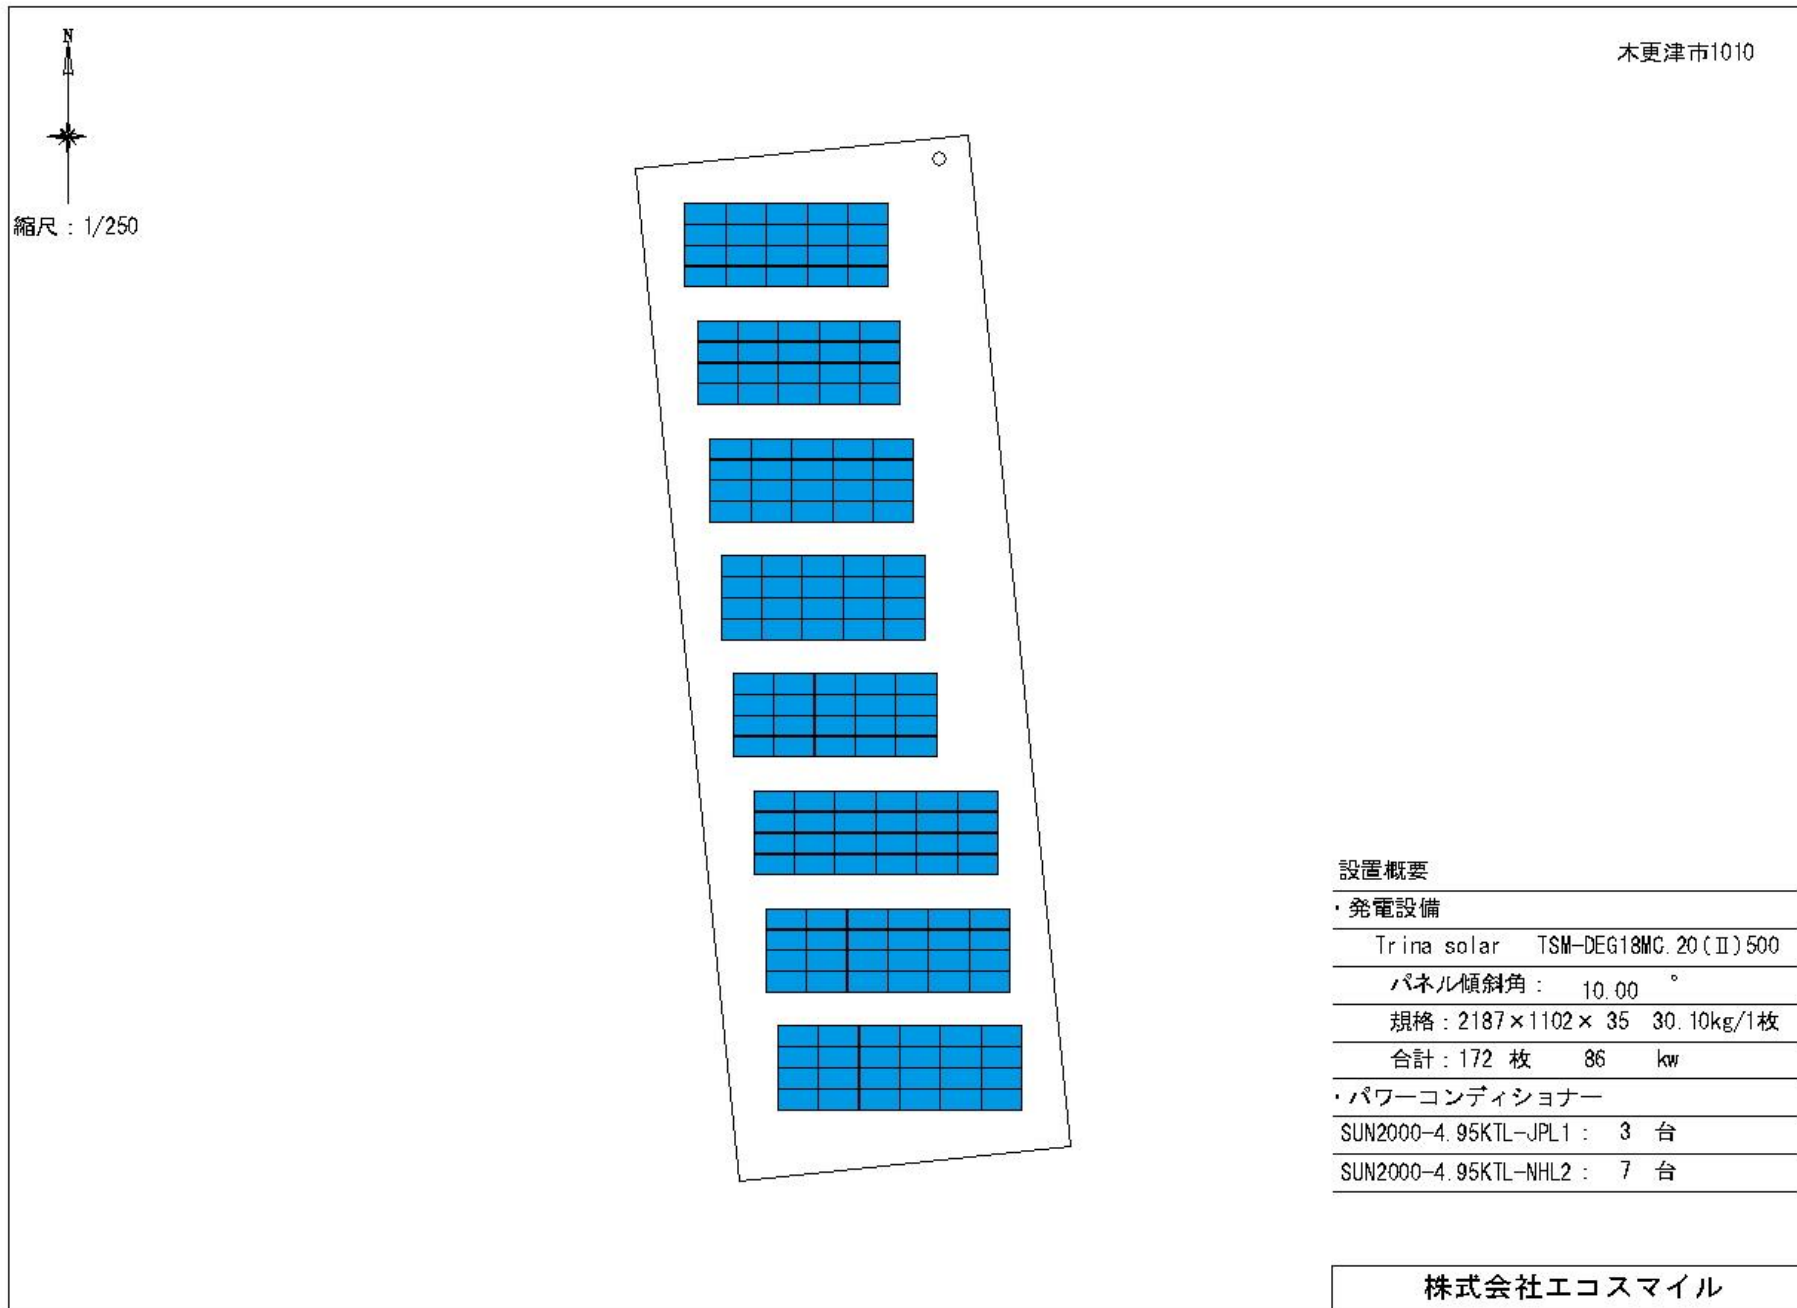 N
木更津市1010
縮尺：1/250
設置概要
・発電設備
Trina solar TSM-DEG18MC.20(Ⅱ)500
パネル傾斜角： 10.00 °
規格：2187×1102× 35 30.10kg/1枚
合計：172 枚 86 kw
・パワーコンディショナー
SUN2000-4.95KTL-JPL1： 3 台
SUN2000-4.95KTL-NHL2： 7 台
株式会社エコスマイル